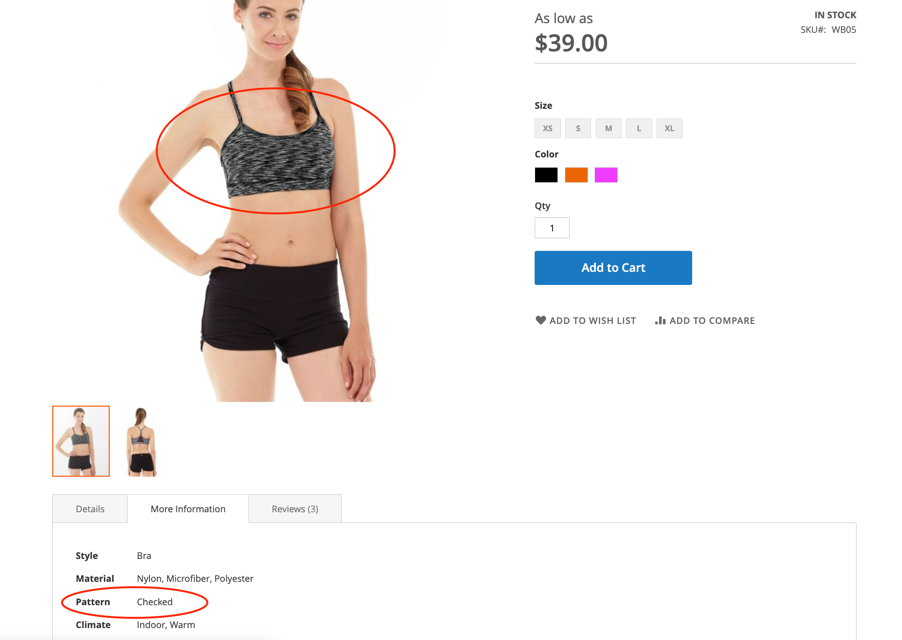 As low as
IN STOCK
$39.00
SKU#: WB05
Size
XS S M L XL
Color
Qty
1
Add to Cart
ADD TO WISH LIST ADD TO COMPARE
Details More Information Reviews (3)
Style Bra
Material Nylon, Microfiber, Polyester
Pattern Checked
Climate Indoor, Warm